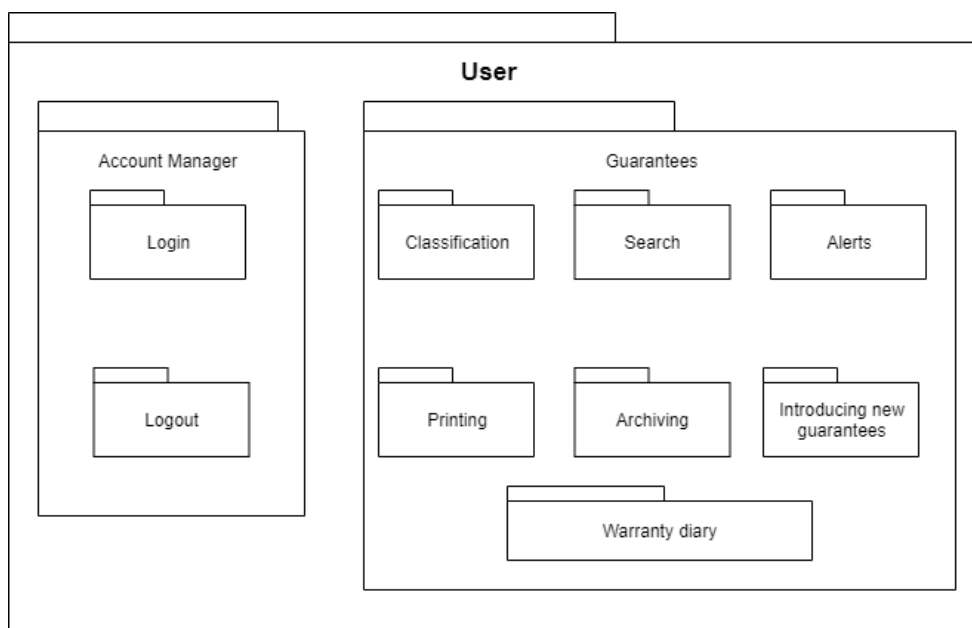 User
Account Manager
Login
Logout
Guarantees
Classification
Search
Alerts
Printing
Archiving
Introducing new
guarantees
Warranty diary